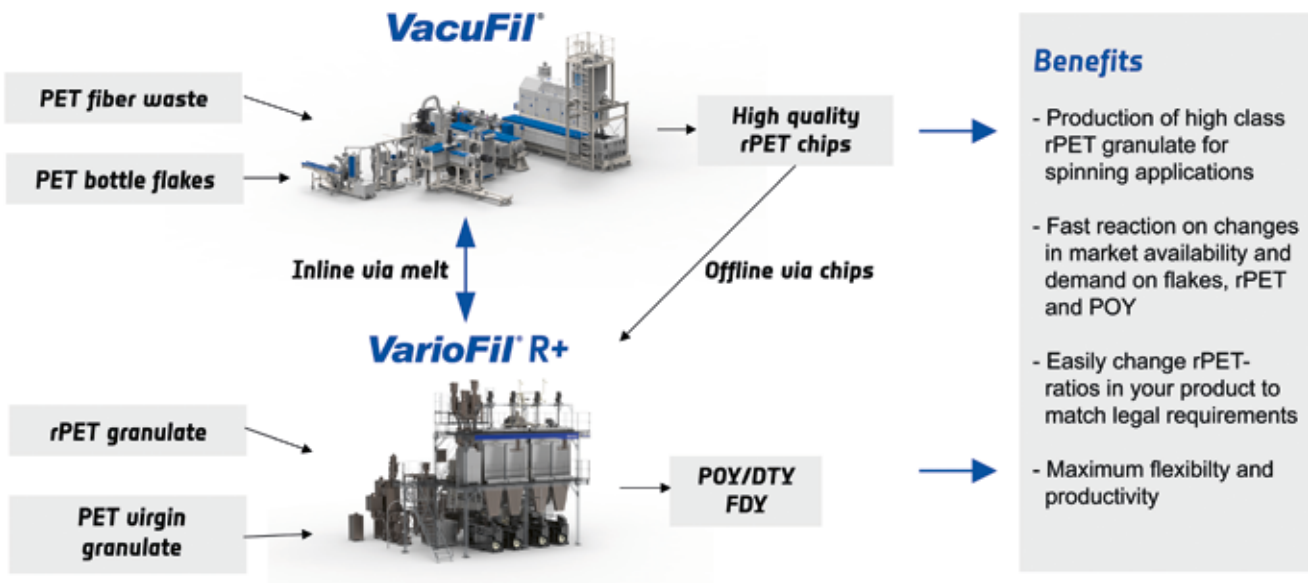 VacuFil®
PET fiber waste
PET bottle flakes
High quality
rPET chips
Inline via melt
Offline via chips
VarioFil® R+
rPET granulate
PET virgin
granulate
POY/DTY
FDY
Benefits
- Production of high class
rPET granulate for
spinning applications
- Fast reaction on changes
in market availability and
demand on flakes, rPET
and POY
- Easily change rPET-
ratios in your product to
match legal requirements
- Maximum flexibilty and
productivity